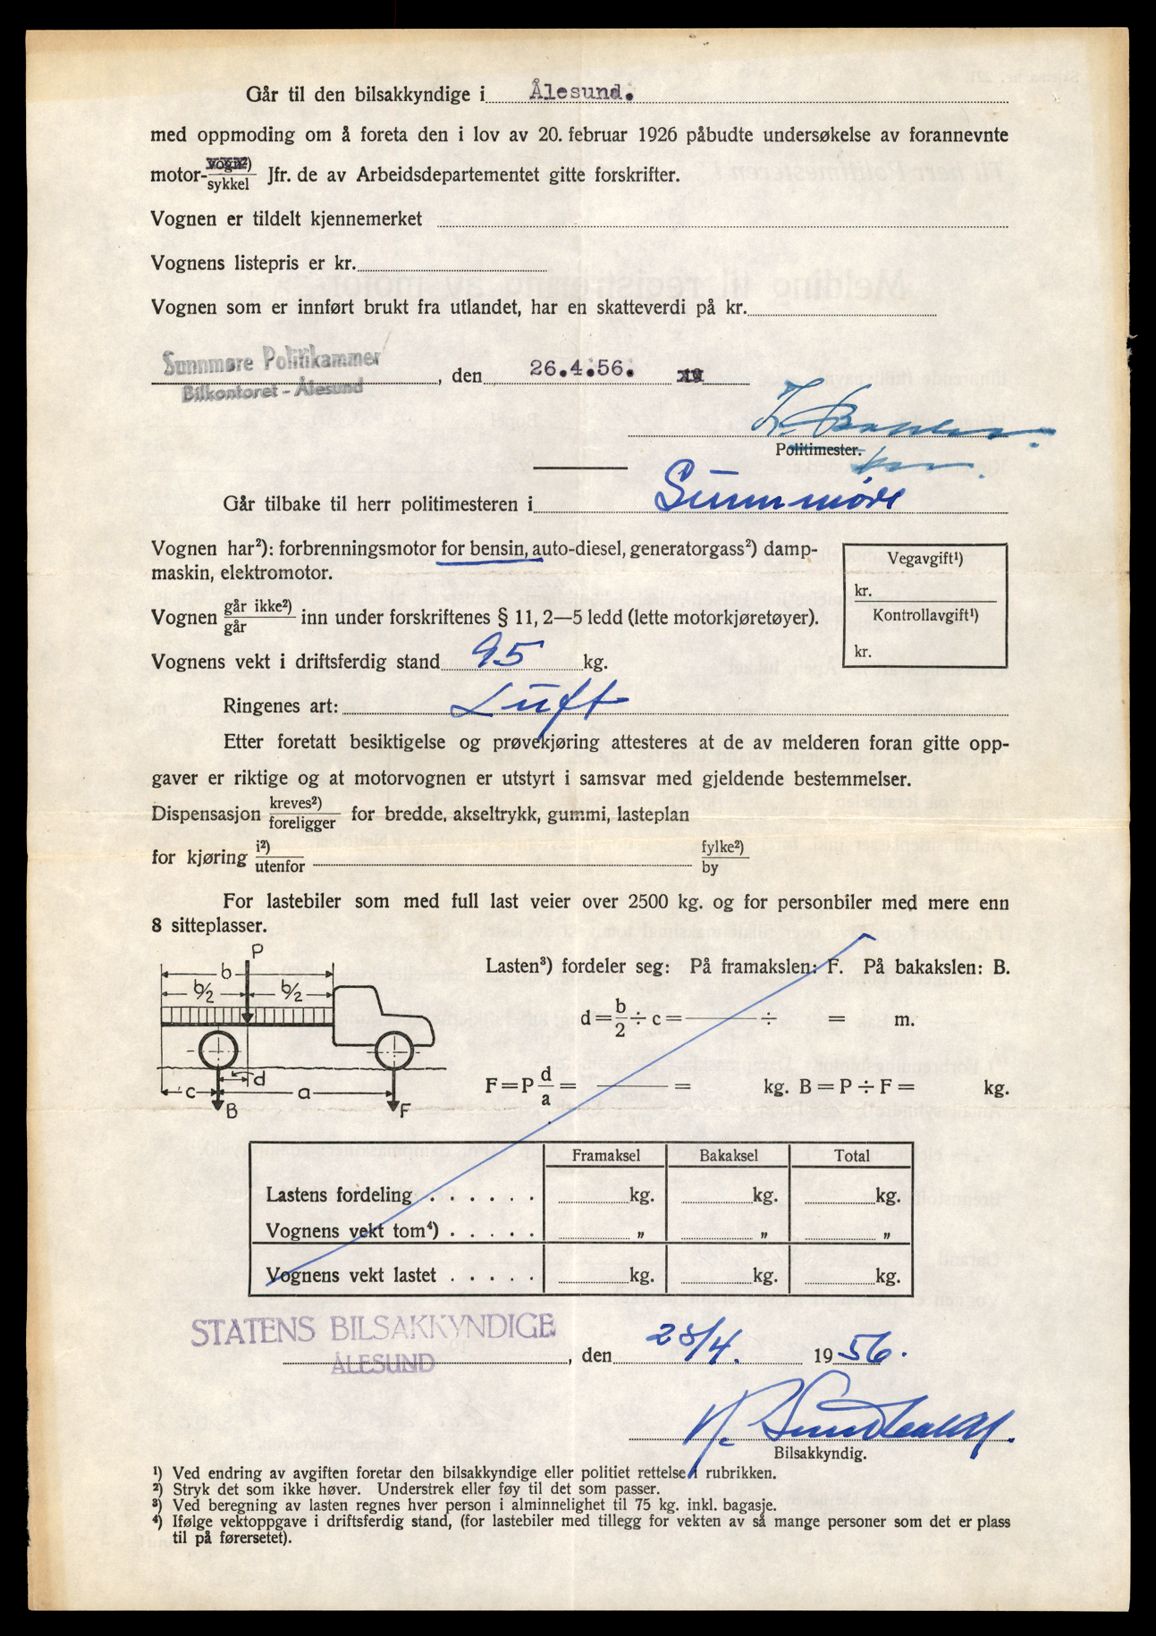 Går til den bilsakkyndige i Ålesund.
med oppmoding om å foreta den i lov av 20. februar 1926 påbudte undersøkelse av forannevnte
motor-vogn²)/sykkel Jfr. de av Arbeidsdepartementet gitte forskrifter.
Vognen er tildelt kjennemerket
Vognens listepris er kr.
Vognen som er innført brukt fra utlandet, har en skatteverdi på kr.
Sunnmøre Politikammer
Bilkontoret - Ålesund
, den 26.4.56. 19
Politimester.
Går tilbake til herr politimesteren i Sunnmøre
Vognen har²): forbrenningsmotor for bensin, auto-diesel, generatorgass²) damp-
maskin, elektromotor.
Vegavgift¹)
kr.
Kontrollavgift¹)
kr.
Vognen går ikke²)/går inn under forskriftenes § 11, 2—5 ledd (lette motorkjøretøyer).
Vognens vekt i driftsferdig stand 95 kg.
Ringenes art: Luft
Etter foretatt besiktigelse og prøvekjøring attesteres at de av melderen foran gitte opp-
gaver er riktige og at motorvognen er utstyrt i samsvar med gjeldende bestemmelser.
Dispensasjon kreves²)/foreligger for bredde, akseltrykk, gummi, lasteplan
for kjøring i²)/utenfor fylke²)/by
For lastebiler som med full last veier over 2500 kg. og for personbiler med mere enn
8 sitteplasser.
P
b
b/2 b/2
d
c a
B F
Lasten³) fordeler seg: På framakslen: F. På bakakslen: B.
d = b/2 ÷ c = ÷ = m.
F = P d/a = = kg. B = P ÷ F = kg.
Framaksel Bakaksel Total
Lastens fordeling . . . . . . kg. kg. kg.
Vognens vekt tom⁴) . . . . . „ „ „
Vognens vekt lastet . . . . . kg. kg. kg.
STATENS BILSAKKYNDIGE
ÅLESUND
, den 28/4. 1956.
Bilsakkyndig.
¹) Ved endring av avgiften foretar den bilsakkyndige eller politiet rettelse i rubrikken.
²) Stryk det som ikke høver. Understrek eller føy til det som passer.
³) Ved beregning av lasten regnes hver person i alminnelighet til 75 kg. inkl. bagasje.
⁴) Ifølge vektoppgave i driftsferdig stand, (for lastebiler med tillegg for vekten av så mange personer som det er plass
til på førersetet).